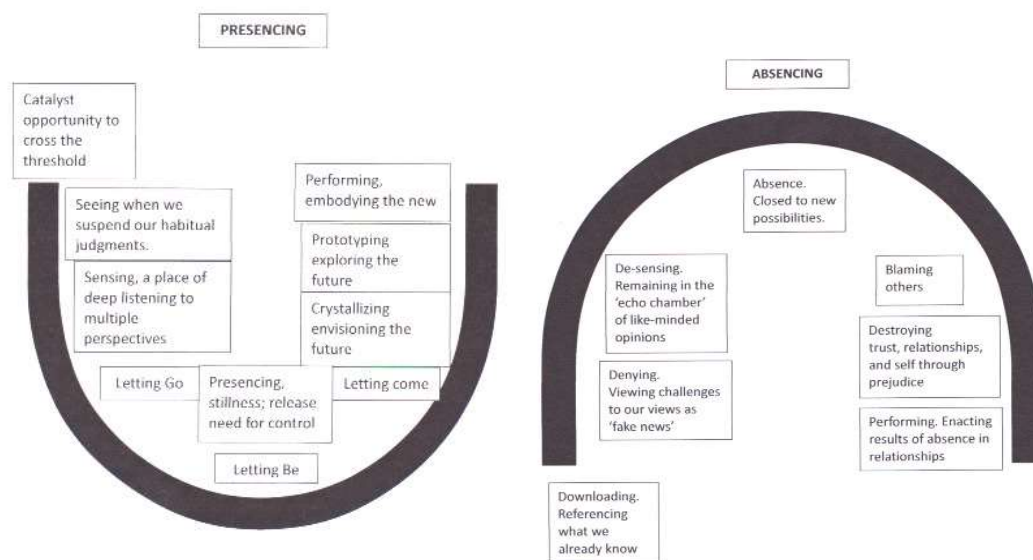 PRESENCING
Catalyst
opportunity to
cross the
threshold
Seeing when we
suspend our habitual
judgments.
Sensing, a place of
deep listening to
multiple
perspectives
Letting Go
Presencing,
stillness; release
need for control
Letting Be
Letting come
Crystallizing
envisioning the
future
Prototyping
exploring the
future
Performing,
embodying the new
ABSENCING
Absence.
Closed to new
possibilities.
De-sensing.
Remaining in the
‘echo chamber’
of like-minded
opinions
Denying.
Viewing challenges
to our views as
‘fake news’
Downloading.
Referencing
what we
already know
Blaming
others
Destroying
trust, relationships,
and self through
prejudice
Performing. Enacting
results of absence in
relationships